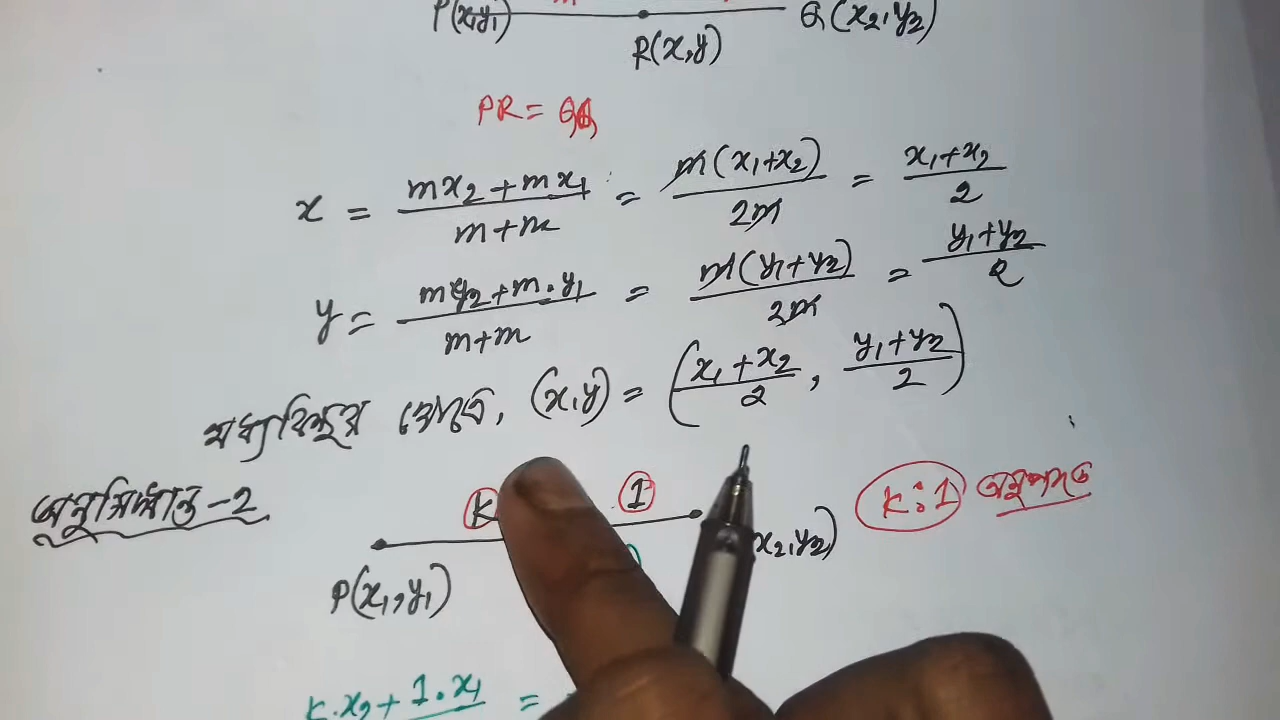 P(x₁y₁) m Q(x₂,y₂)
R(x,y)
PR = QR
x = (mx₂+mx₁)/(m+m) = m(x₁+x₂)/2m = (x₁+x₂)/2
y = (my₂+m.y₁)/(m+m) = m(y₁+y₂)/2m = (y₁+y₂)/2
মধ্যবিন্দুর ক্ষেত্রে, (x,y) = ((x₁+x₂)/2, (y₁+y₂)/2)
অনুসিদ্ধান্ত-2 K 1 K:1 অনুপাতে
P(x₁,y₁) x₂,y₂)
K.x₂+1.x₁ =